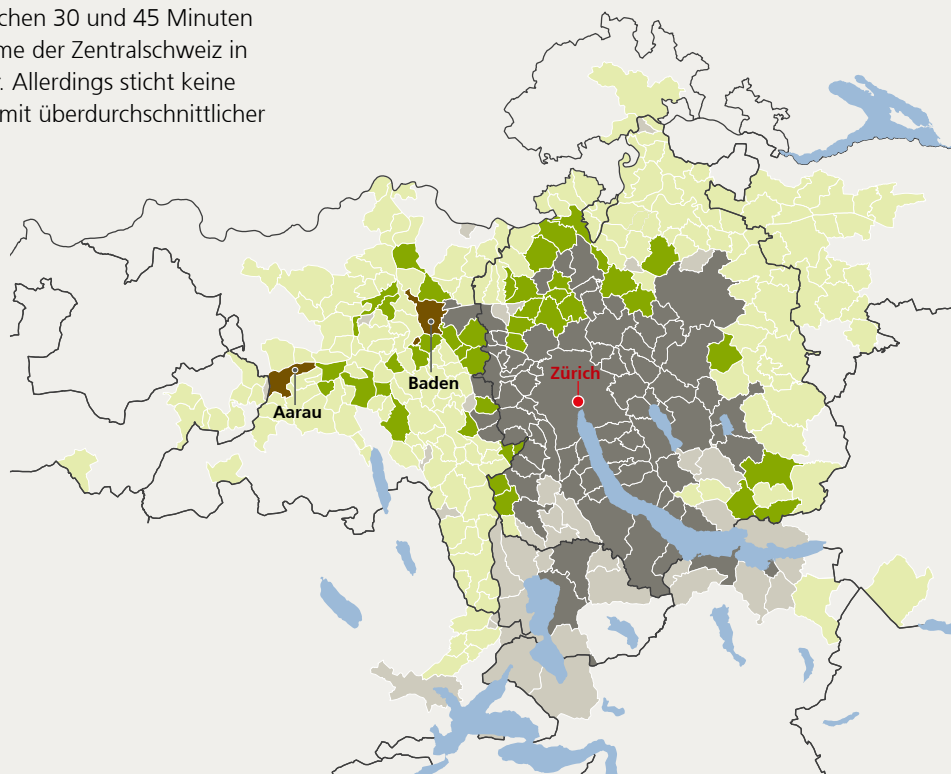 chen 30 und 45 Minuten
me der Zentralschweiz in
Allerdings sticht keine
mit überdurchschnittlicher
Zürich
Baden
Aarau